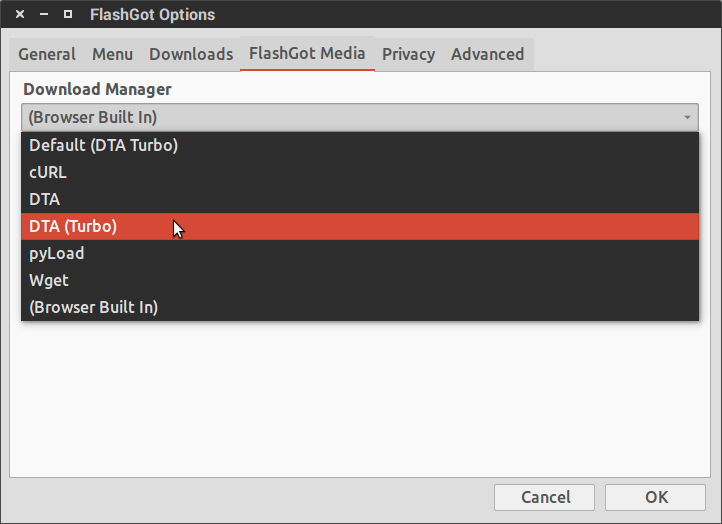 FlashGot Options
General Menu Downloads FlashGot Media Privacy Advanced
Download Manager
(Browser Built In)
Default (DTA Turbo)
cURL
DTA
DTA (Turbo)
pyLoad
Wget
(Browser Built In)
Cancel OK